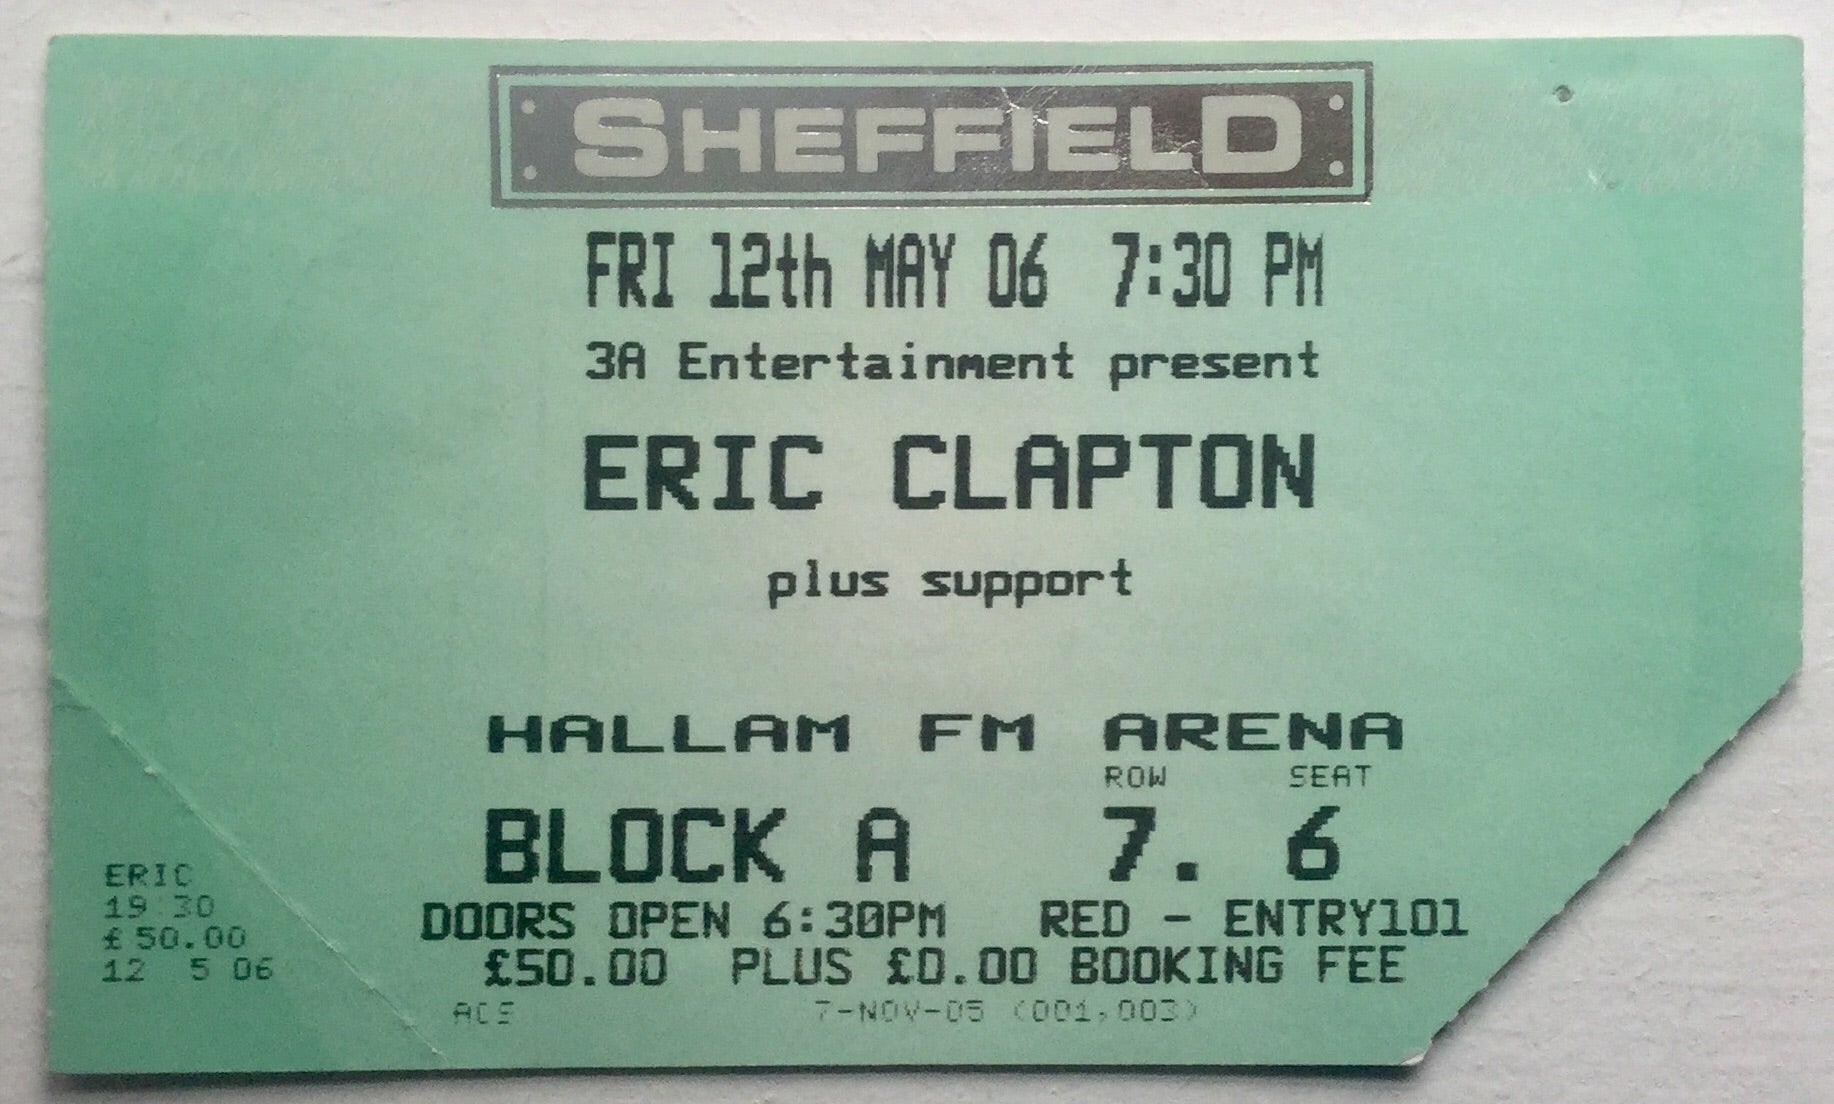 SHEFFIELD
FRI 12th MAY 06 7:30 PM
3A Entertainment present
ERIC CLAPTON
plus support
HALLAM FM ARENA
ROW SEAT
BLOCK A 7. 6
DOORS OPEN 6:30PM RED - ENTRY101
£50.00 PLUS £0.00 BOOKING FEE
ACS 7-NOV-05 (001,003)
ERIC
19 30
£50.00
12 5 06